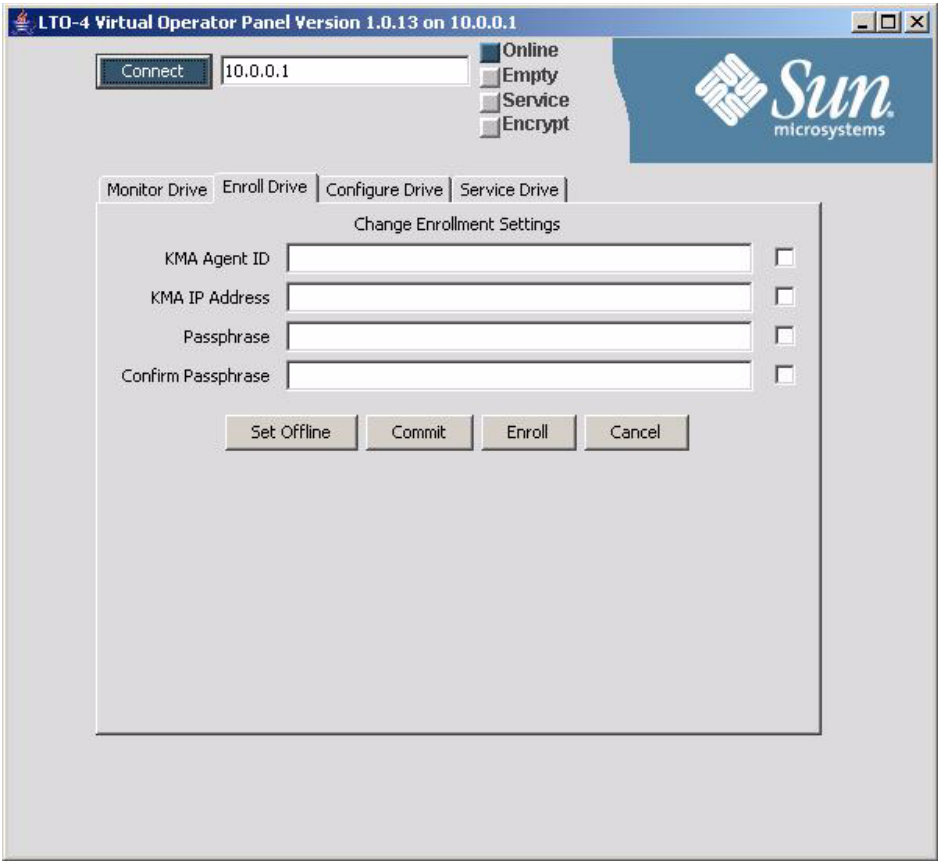 LTO-4 Virtual Operator Panel Version 1.0.13 on 10.0.0.1
Connect 10.0.0.1
Online
Empty
Service
Encrypt
Sun
microsystems
Monitor Drive Enroll Drive Configure Drive Service Drive
Change Enrollment Settings
KMA Agent ID
KMA IP Address
Passphrase
Confirm Passphrase
Set Offline Commit Enroll Cancel